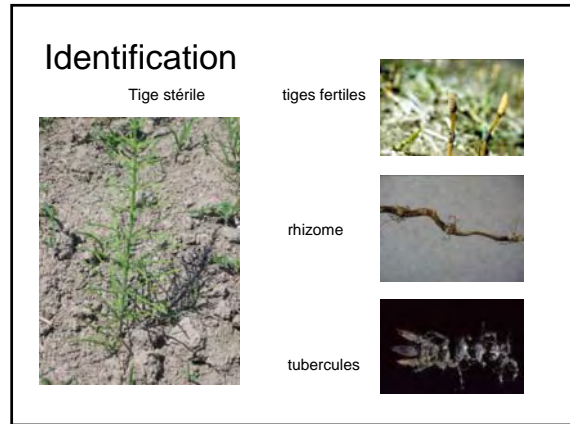 Identification
Tige stérile
tiges fertiles
rhizome
tubercules